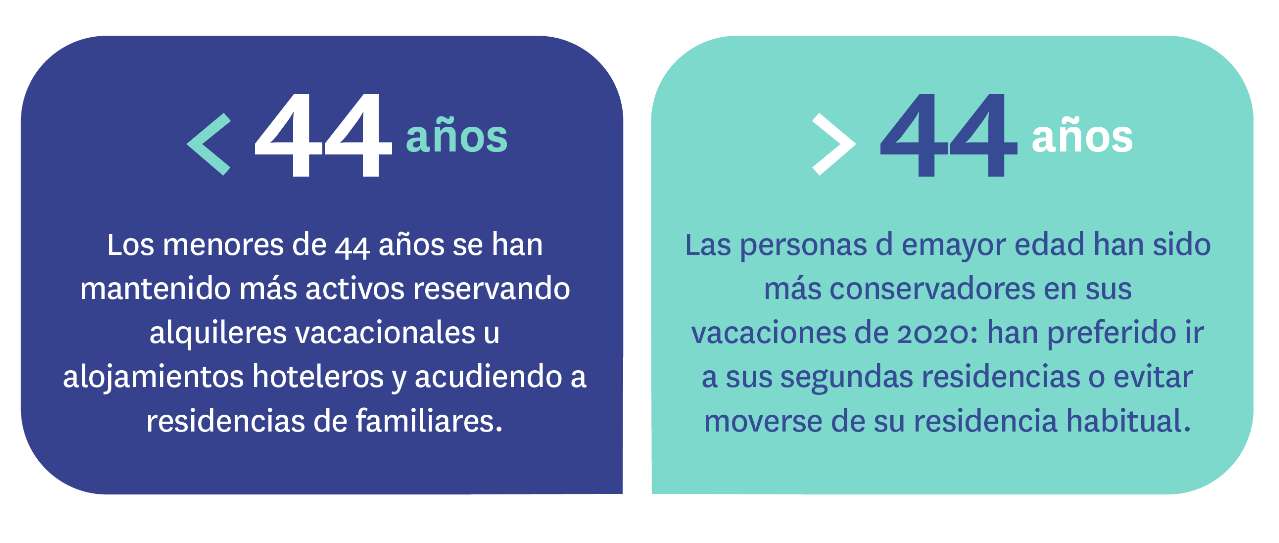 < 44 años
Los menores de 44 años se han
mantenido más activos reservando
alquileres vacacionales u
alojamientos hoteleros y acudiendo a
residencias de familiares.
> 44 años
Las personas d emayor edad han sido
más conservadores en sus
vacaciones de 2020: han preferido ir
a sus segundas residencias o evitar
moverse de su residencia habitual.